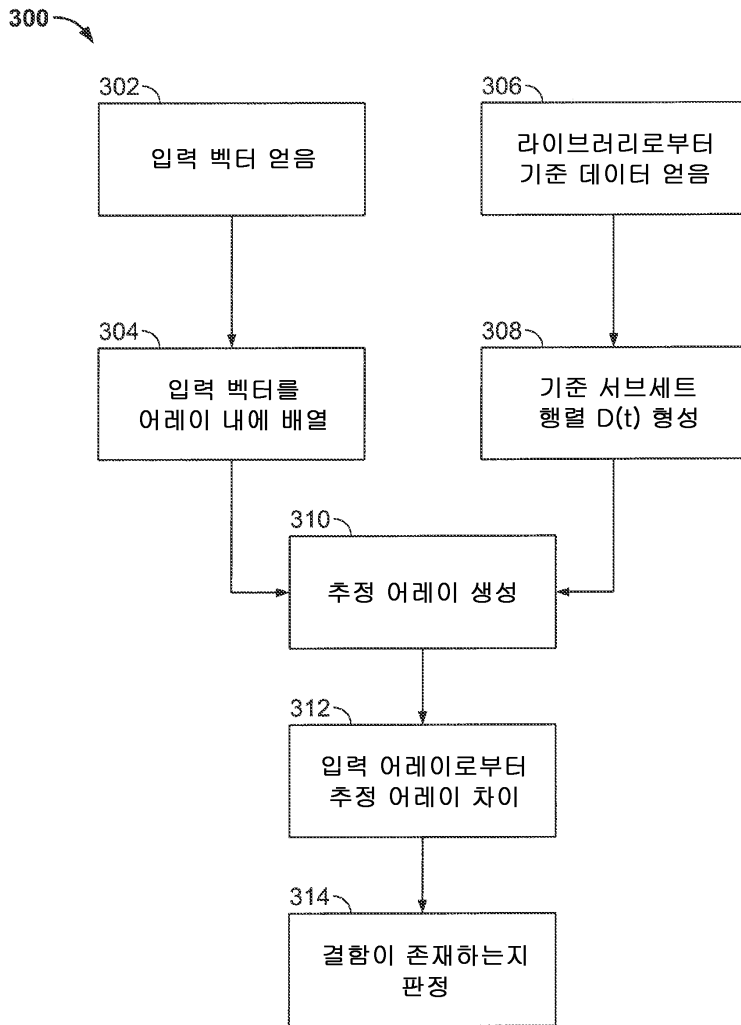 300
302
입력 벡터 얻음
306
라이브러리로부터
기준 데이터 얻음
304
입력 벡터를
어레이 내에 배열
308
기준 서브세트
행렬 D(t) 형성
310
추정 어레이 생성
312
입력 어레이로부터
추정 어레이 차이
314
결함이 존재하는지
판정